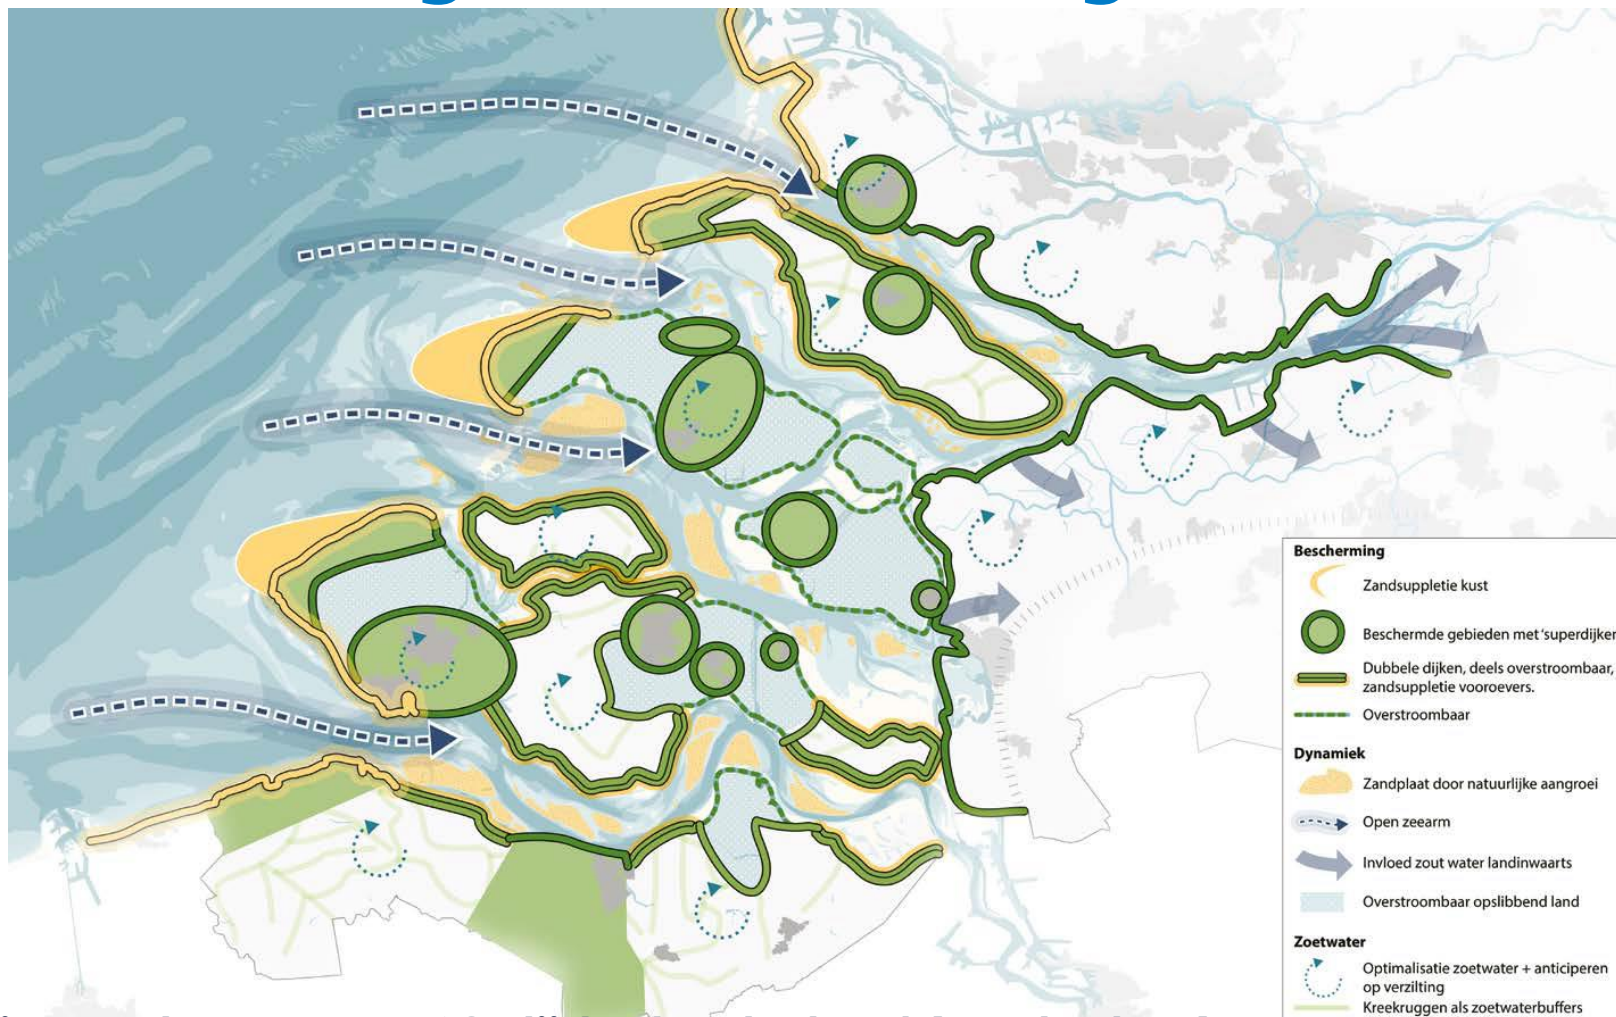 Bescherming
Zandsuppletie kust
Beschermde gebieden met 'superdijken
Dubbele dijken, deels overstroombaar,
zandsuppletie vooroevers.
Overstroombaar
Dynamiek
Zandplaat door natuurlijke aangroei
Open zeearm
Invloed zout water landinwaarts
Overstroombaar opslibbend land
Zoetwater
Optimalisatie zoetwater + anticiperen
op verzilting
Kreekruggen als zoetwaterbuffers